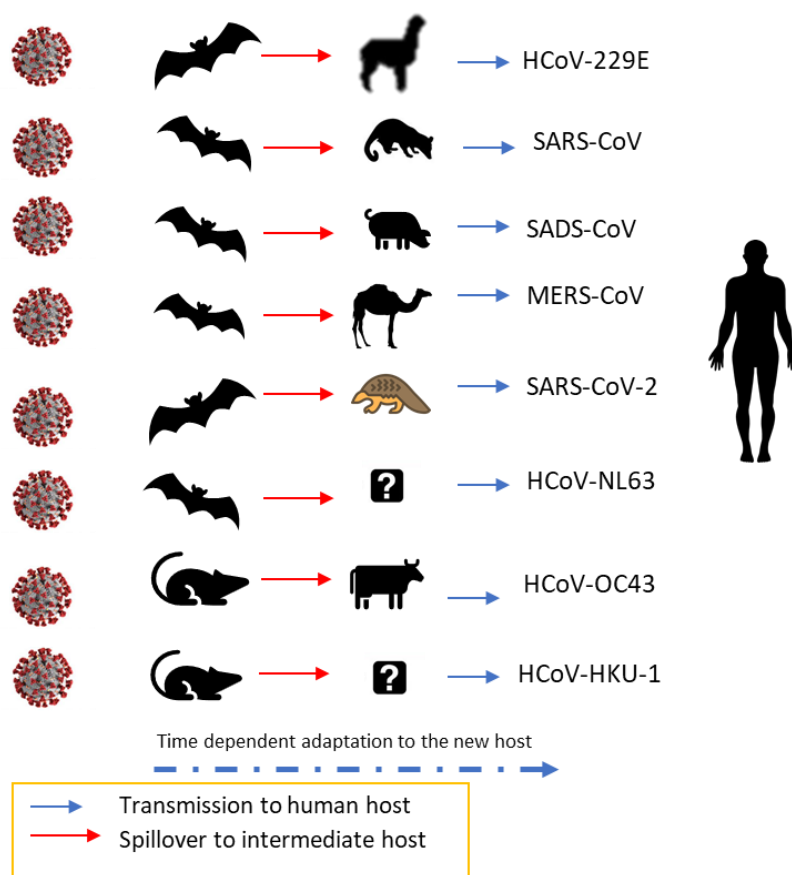 HCoV-229E
SARS-CoV
SADS-CoV
MERS-CoV
SARS-CoV-2
?
HCoV-NL63
HCoV-OC43
?
HCoV-HKU-1
Time dependent adaptation to the new host
Transmission to human host
Spillover to intermediate host